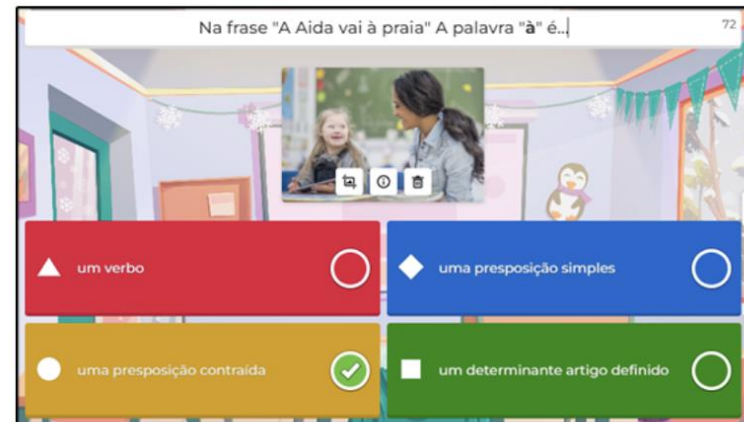 Na frase "A Aida vai à praia" A palavra "à" é...
72
um verbo
uma presposição simples
uma presposição contraída
um determinante artigo definido